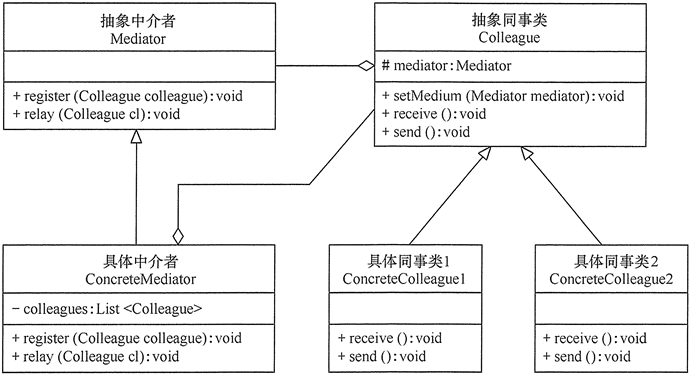 抽象中介者
Mediator
+ register (Colleague colleague): void
+ relay (Colleague cl): void
抽象同事类
Colleague
# mediator: Mediator
+ setMedium (Mediator mediator): void
+ receive (): void
+ send (): void
具体中介者
ConcreteMediator
− colleagues: List <Colleague>
+ register (Colleague colleague): void
+ relay (Colleague cl): void
具体同事类1
ConcreteColleague1
+ receive (): void
+ send (): void
具体同事类2
ConcreteColleague2
+ receive (): void
+ send (): void